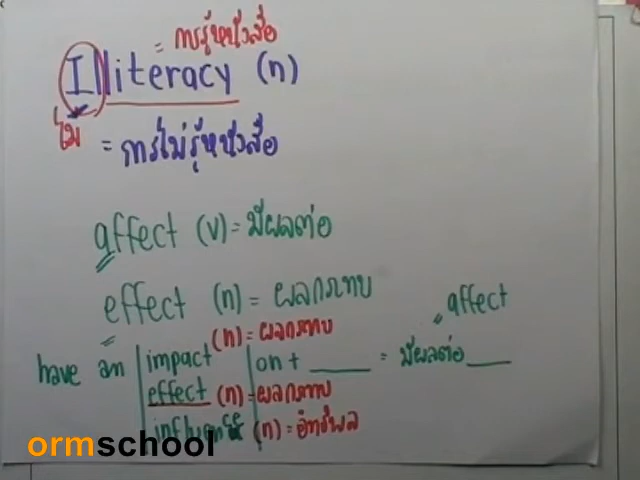 = การรู้หนังสือ
Illiteracy (n)
ไม่ = การไม่รู้หนังสือ
affect (v) = มีผลต่อ
effect (n) = ผลกระทบ
affect
have an impact (n) = ผลกระทบ on + ____ = มีผลต่อ ____
effect (n) = ผลกระทบ
influence (n) = อิทธิพล
ormschool